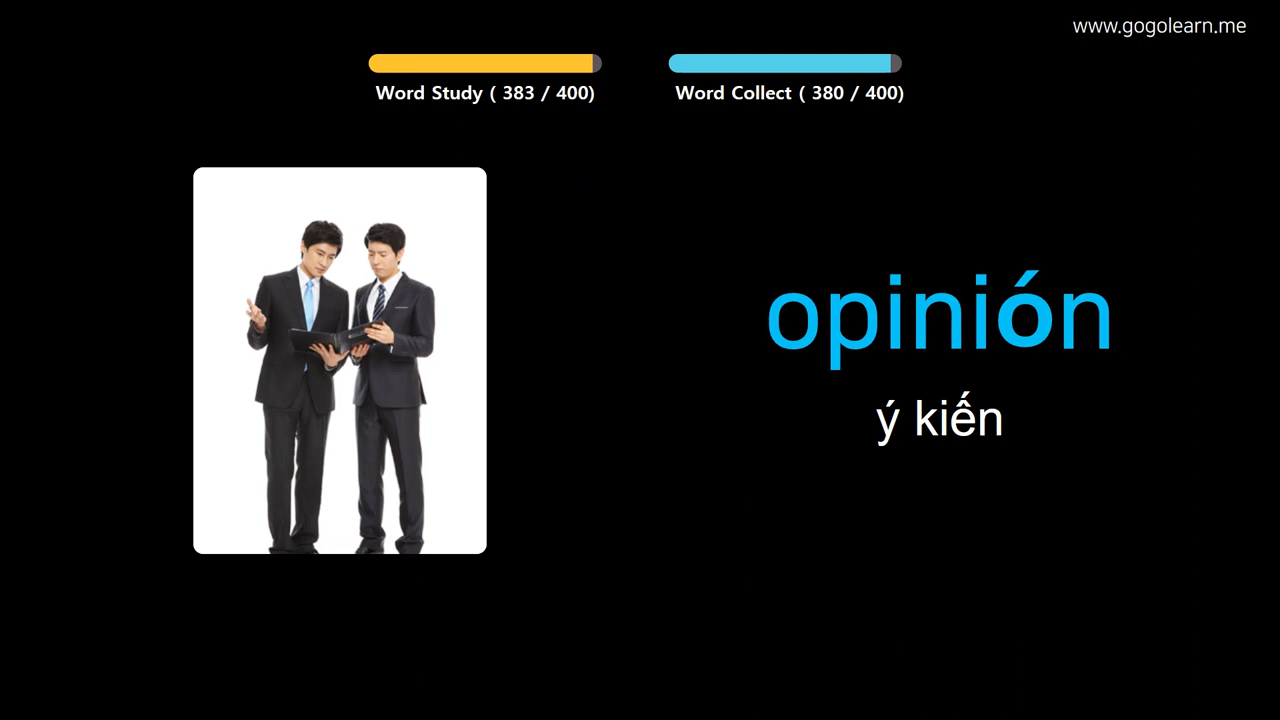 www.gogolearn.me
Word Study ( 383 / 400)
Word Collect ( 380 / 400)
opinión
ý kiến